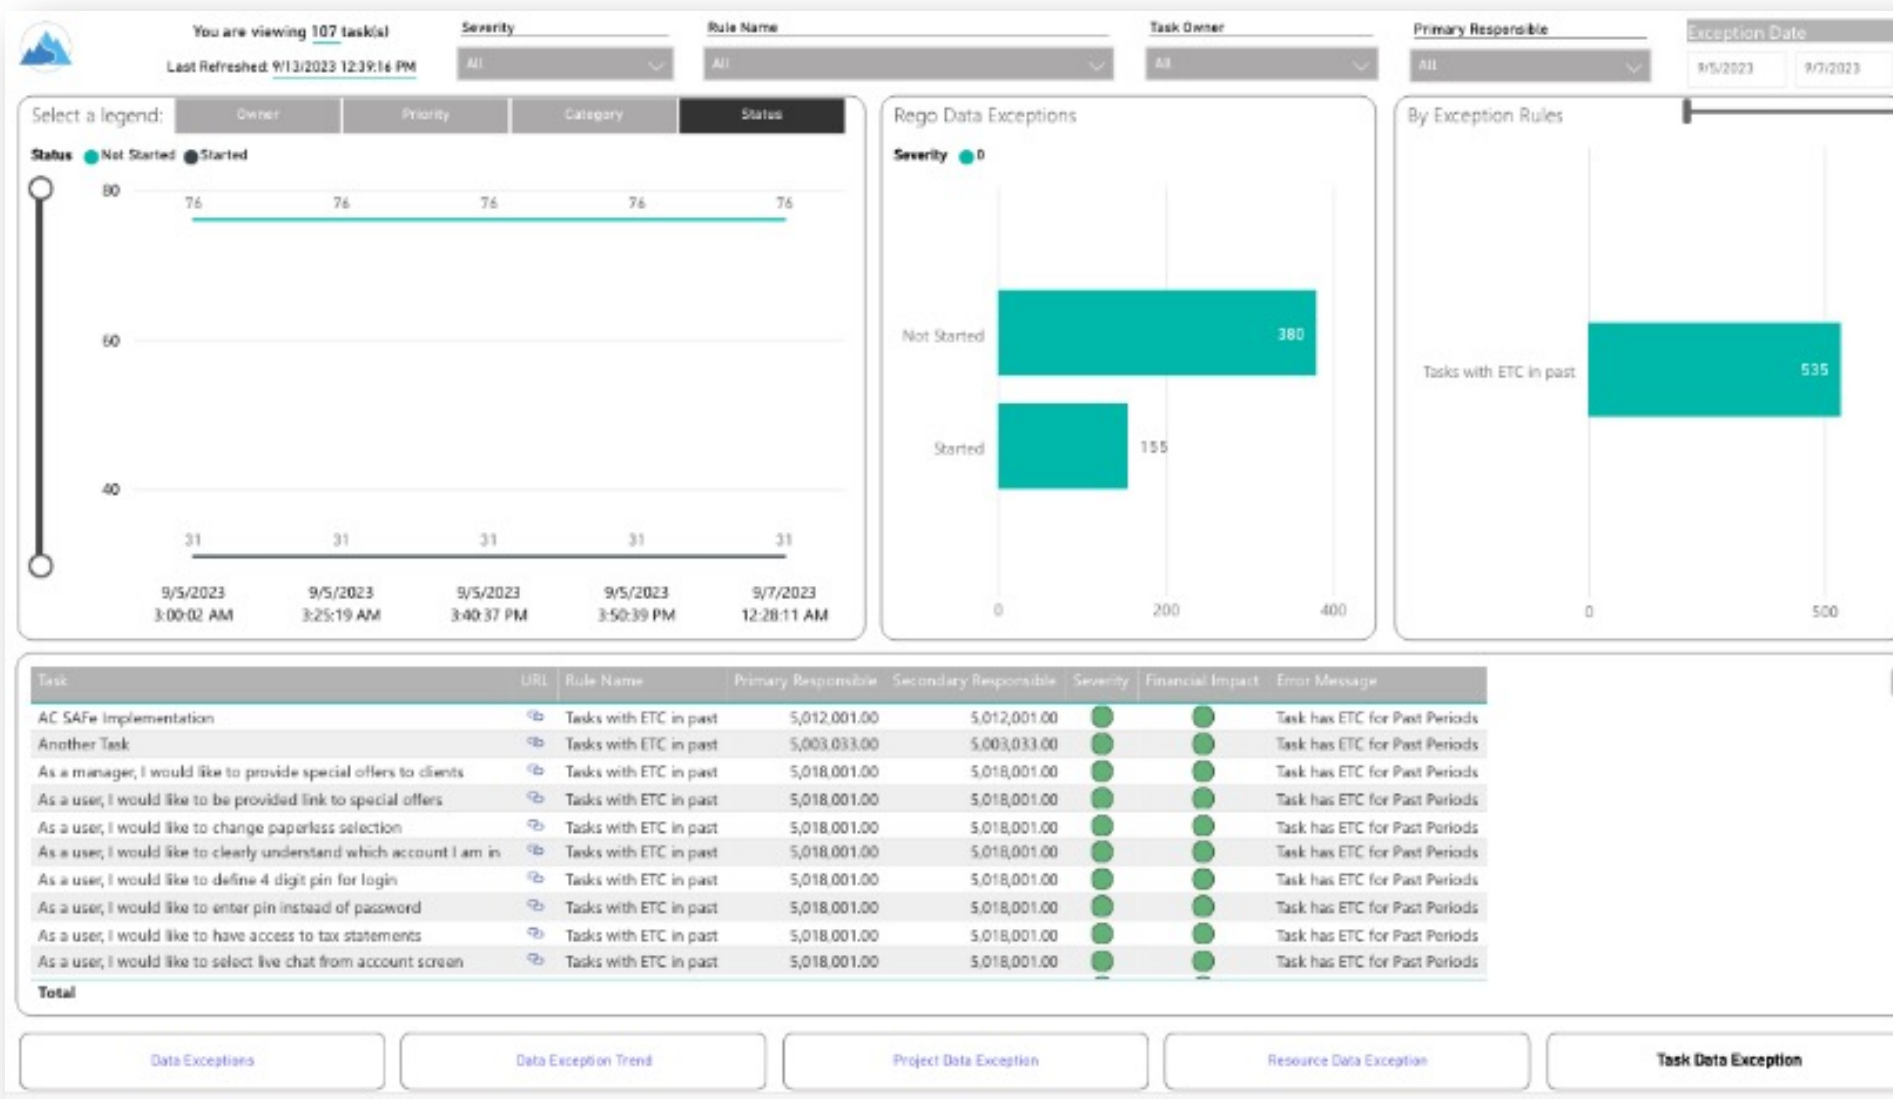 You are viewing 107 task(s)
Last Refreshed: 9/13/2023 12:39:16 PM
Severity
All
Rule Name
All
Task Owner
All
Primary Responsible
All
Exception Date
9/5/2023 9/7/2023
Select a legend: Owner Priority Category Status
Status Not Started Started
80
76 76 76 76 76
60
40
31 31 31 31 31
9/5/2023 9/5/2023 9/5/2023 9/5/2023 9/7/2023
3:00:02 AM 3:25:19 AM 3:40:37 PM 3:50:39 PM 12:28:11 AM
Rego Data Exceptions
Severity 0
Not Started 380
Started 155
0 200 400
By Exception Rules
Tasks with ETC in past 535
0 500
Task URL Rule Name Primary Responsible Secondary Responsible Severity Financial Impact Error Message
AC SAFe Implementation Tasks with ETC in past 5,012,001.00 5,012,001.00 Task has ETC for Past Periods
Another Task Tasks with ETC in past 5,003,033.00 5,003,033.00 Task has ETC for Past Periods
As a manager, I would like to provide special offers to clients Tasks with ETC in past 5,018,001.00 5,018,001.00 Task has ETC for Past Periods
As a user, I would like to be provided link to special offers Tasks with ETC in past 5,018,001.00 5,018,001.00 Task has ETC for Past Periods
As a user, I would like to change paperless selection Tasks with ETC in past 5,018,001.00 5,018,001.00 Task has ETC for Past Periods
As a user, I would like to clearly understand which account I am in Tasks with ETC in past 5,018,001.00 5,018,001.00 Task has ETC for Past Periods
As a user, I would like to define 4 digit pin for login Tasks with ETC in past 5,018,001.00 5,018,001.00 Task has ETC for Past Periods
As a user, I would like to enter pin instead of password Tasks with ETC in past 5,018,001.00 5,018,001.00 Task has ETC for Past Periods
As a user, I would like to have access to tax statements Tasks with ETC in past 5,018,001.00 5,018,001.00 Task has ETC for Past Periods
As a user, I would like to select live chat from account screen Tasks with ETC in past 5,018,001.00 5,018,001.00 Task has ETC for Past Periods
Total
Data Exceptions Data Exception Trend Project Data Exception Resource Data Exception Task Data Exception